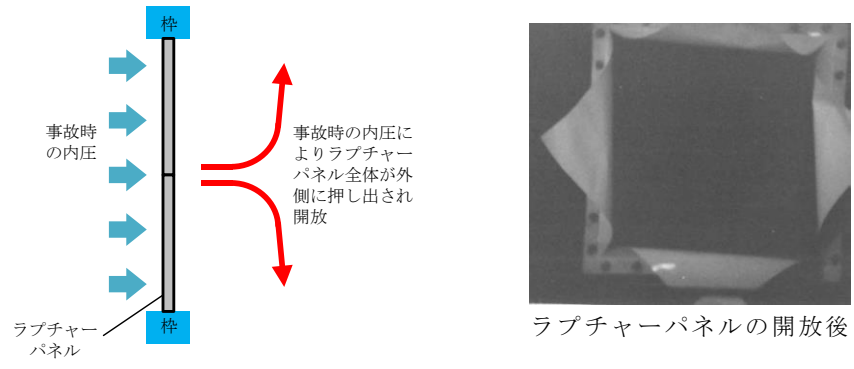 枠
事故時
の内圧
事故時の内圧に
よりラプチャー
パネル全体が外
側に押し出され
開放
ラプチャー
パネル
枠
ラプチャーパネルの開放後